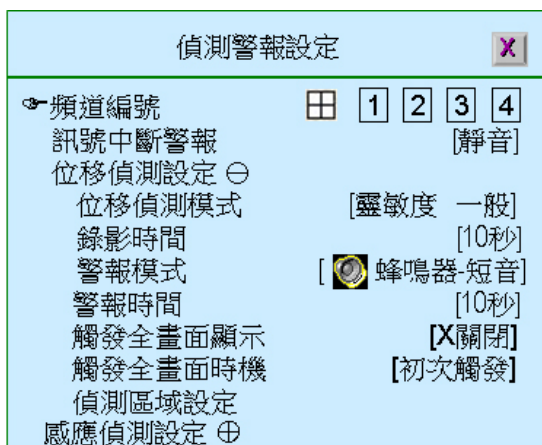 偵測警報設定 X
頻道編號 1 2 3 4
訊號中斷警報 [靜音]
位移偵測設定 ⊖
位移偵測模式 [靈敏度 一般]
錄影時間 [10秒]
警報模式 [ 蜂鳴器-短音]
警報時間 [10秒]
觸發全畫面顯示 [X關閉]
觸發全畫面時機 [初次觸發]
偵測區域設定
感應偵測設定 ⊕